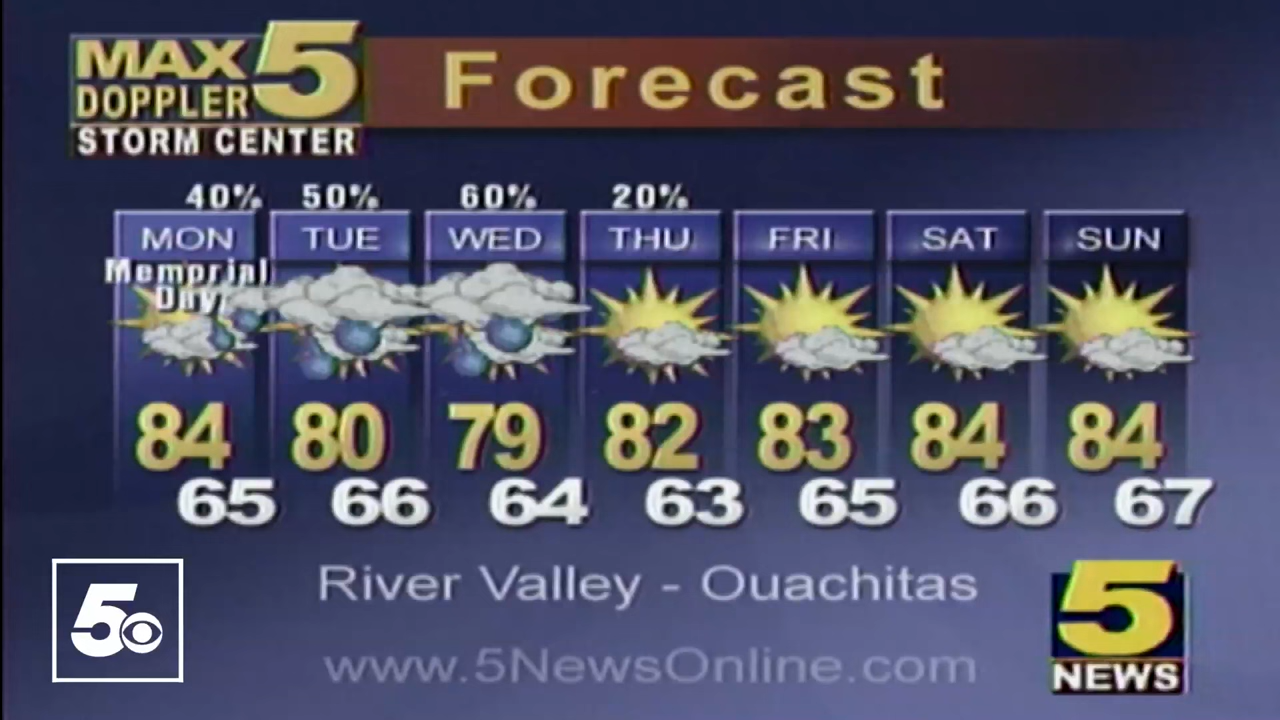 MAX 5
DOPPLER
STORM CENTER
Forecast
40% 50% 60% 20%
MON TUE WED THU FRI SAT SUN
Memorial
Day
84 80 79 82 83 84 84
65 66 64 63 65 66 67
River Valley - Ouachitas
www.5NewsOnline.com
5
5
NEWS